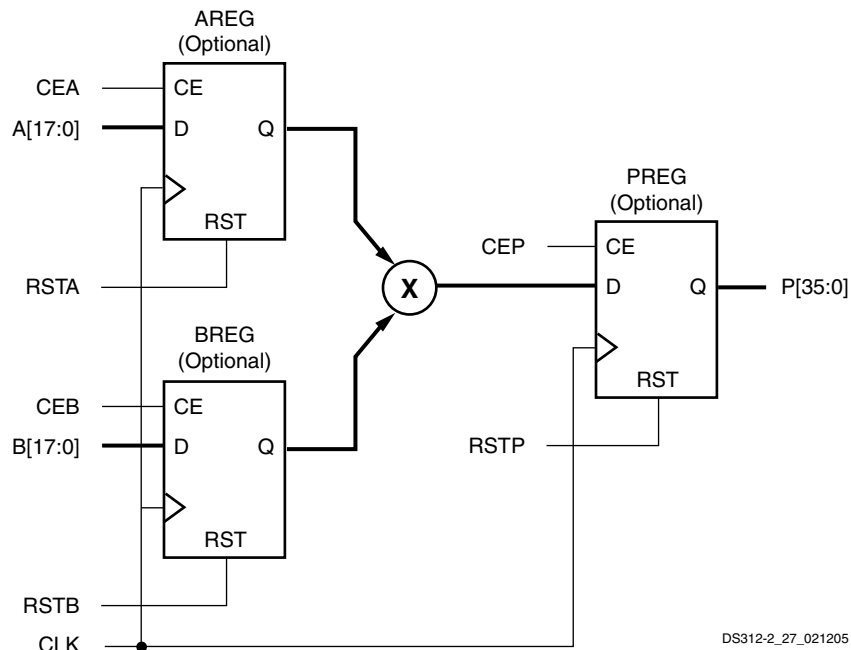 AREG
(Optional)
CEA
CE
A[17:0]
D
Q
RST
RSTA
BREG
(Optional)
CEB
CE
B[17:0]
D
Q
RST
RSTB
CLK
X
PREG
(Optional)
CEP
CE
D
Q
P[35:0]
RST
RSTP
DS312-2_27_021205